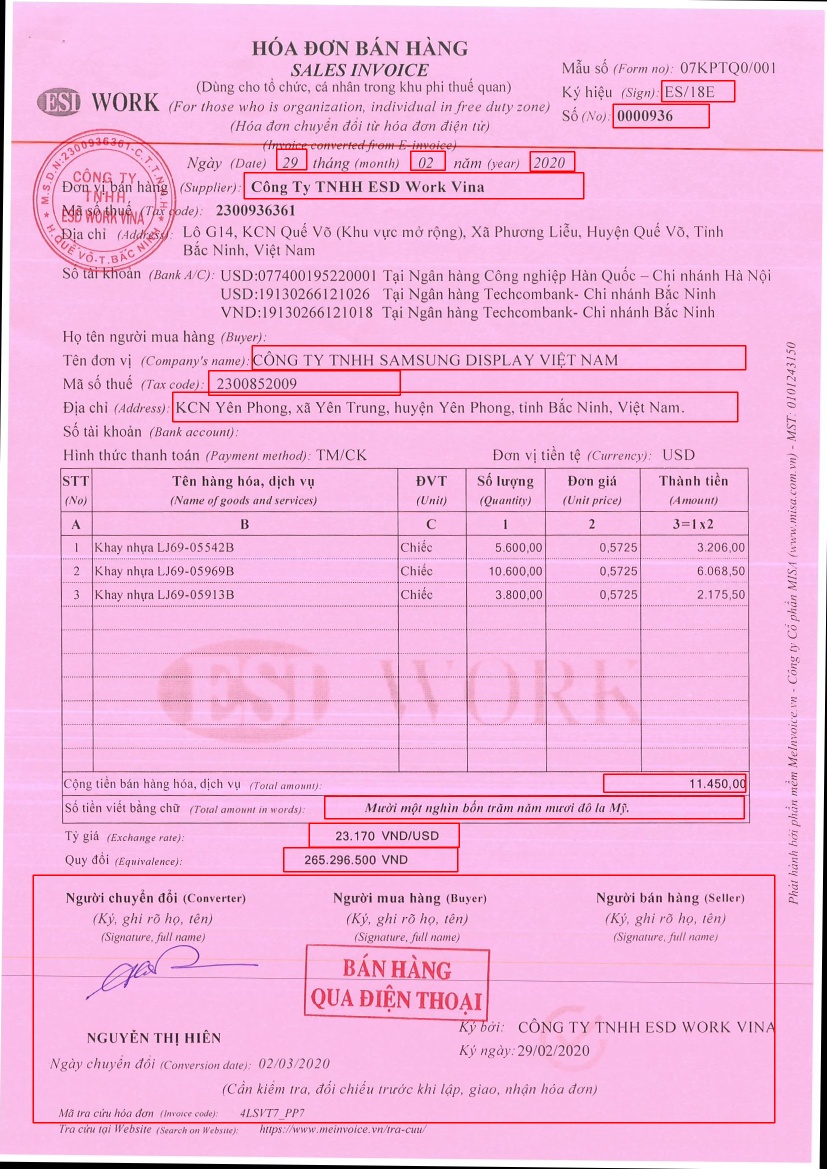 HÓA ĐƠN BÁN HÀNG
SALES INVOICE
(Dùng cho tổ chức, cá nhân trong khu phi thuế quan)
(For those who is organization, individual in free duty zone)
(Hóa đơn chuyển đổi từ hóa đơn điện tử)
(Invoice converted from E-invoice)
Mẫu số (Form no): 07KPTQ0/001
Ký hiệu (Sign): ES/18E
Số (No): 0000936
ESD WORK
Ngày (Date) 29 tháng (month) 02 năm (year) 2020
M.S.D.N:2300936361-C.T.T.N.H.H
CÔNG TY
TNHH
ESD WORK VINA
H.QUẾ VÕ-T.BẮC NINH
Đơn vị bán hàng (Supplier): Công Ty TNHH ESD Work Vina
Mã số thuế (Tax code): 2300936361
Địa chỉ (Address): Lô G14, KCN Quế Võ (Khu vực mở rộng), Xã Phương Liễu, Huyện Quế Võ, Tỉnh
Bắc Ninh, Việt Nam
Số tài khoản (Bank A/C): USD:077400195220001 Tại Ngân hàng Công nghiệp Hàn Quốc – Chi nhánh Hà Nội
USD:19130266121026 Tại Ngân hàng Techcombank- Chi nhánh Bắc Ninh
VND:19130266121018 Tại Ngân hàng Techcombank- Chi nhánh Bắc Ninh
Họ tên người mua hàng (Buyer):
Tên đơn vị (Company's name): CÔNG TY TNHH SAMSUNG DISPLAY VIỆT NAM
Mã số thuế (Tax code): 2300852009
Địa chỉ (Address): KCN Yên Phong, xã Yên Trung, huyện Yên Phong, tỉnh Bắc Ninh, Việt Nam.
Số tài khoản (Bank account):
Hình thức thanh toán (Payment method): TM/CK Đơn vị tiền tệ (Currency): USD
STT Tên hàng hóa, dịch vụ ĐVT Số lượng Đơn giá Thành tiền
(No) (Name of goods and services) (Unit) (Quantity) (Unit price) (Amount)
A B C 1 2 3=1x2
1 Khay nhựa LJ69-05542B Chiếc 5.600,00 0,5725 3.206,00
2 Khay nhựa LJ69-05969B Chiếc 10.600,00 0,5725 6.068,50
3 Khay nhựa LJ69-05913B Chiếc 3.800,00 0,5725 2.175,50
ESD WORK
Cộng tiền bán hàng hóa, dịch vụ (Total amount): 11.450,00
Số tiền viết bằng chữ (Total amount in words): Mười một nghìn bốn trăm năm mươi đô la Mỹ.
Tỷ giá (Exchange rate): 23.170 VND/USD
Quy đổi (Equivalence): 265.296.500 VND
Người chuyển đổi (Converter) Người mua hàng (Buyer) Người bán hàng (Seller)
(Ký, ghi rõ họ, tên) (Ký, ghi rõ họ, tên) (Ký, ghi rõ họ, tên)
(Signature, full name) (Signature, full name) (Signature, full name)
BÁN HÀNG
QUA ĐIỆN THOẠI
NGUYỄN THỊ HIÊN
Ký bởi: CÔNG TY TNHH ESD WORK VINA
Ký ngày: 29/02/2020
Ngày chuyển đổi (Conversion date): 02/03/2020
(Cần kiểm tra, đối chiếu trước khi lập, giao, nhận hóa đơn)
Mã tra cứu hóa đơn (Invoice code): 4LSVT7_PP7
Tra cứu tại Website (Search on Website): https://www.meinvoice.vn/tra-cuu/
Phát hành bởi phần mềm MeInvoice.vn - Công ty Cổ phần MISA (www.misa.com.vn) - MST: 0101243150